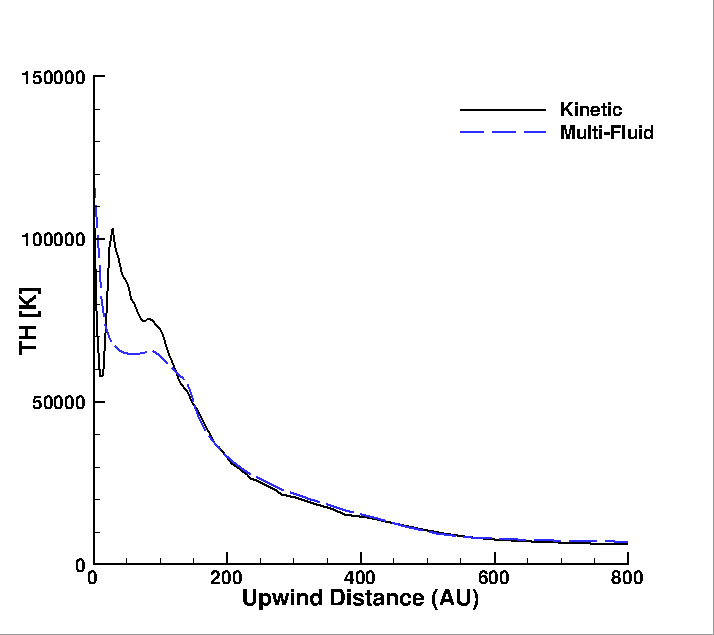 150000
Kinetic
Multi-Fluid
100000
TH [K]
50000
0
0 200 400 600 800
Upwind Distance (AU)